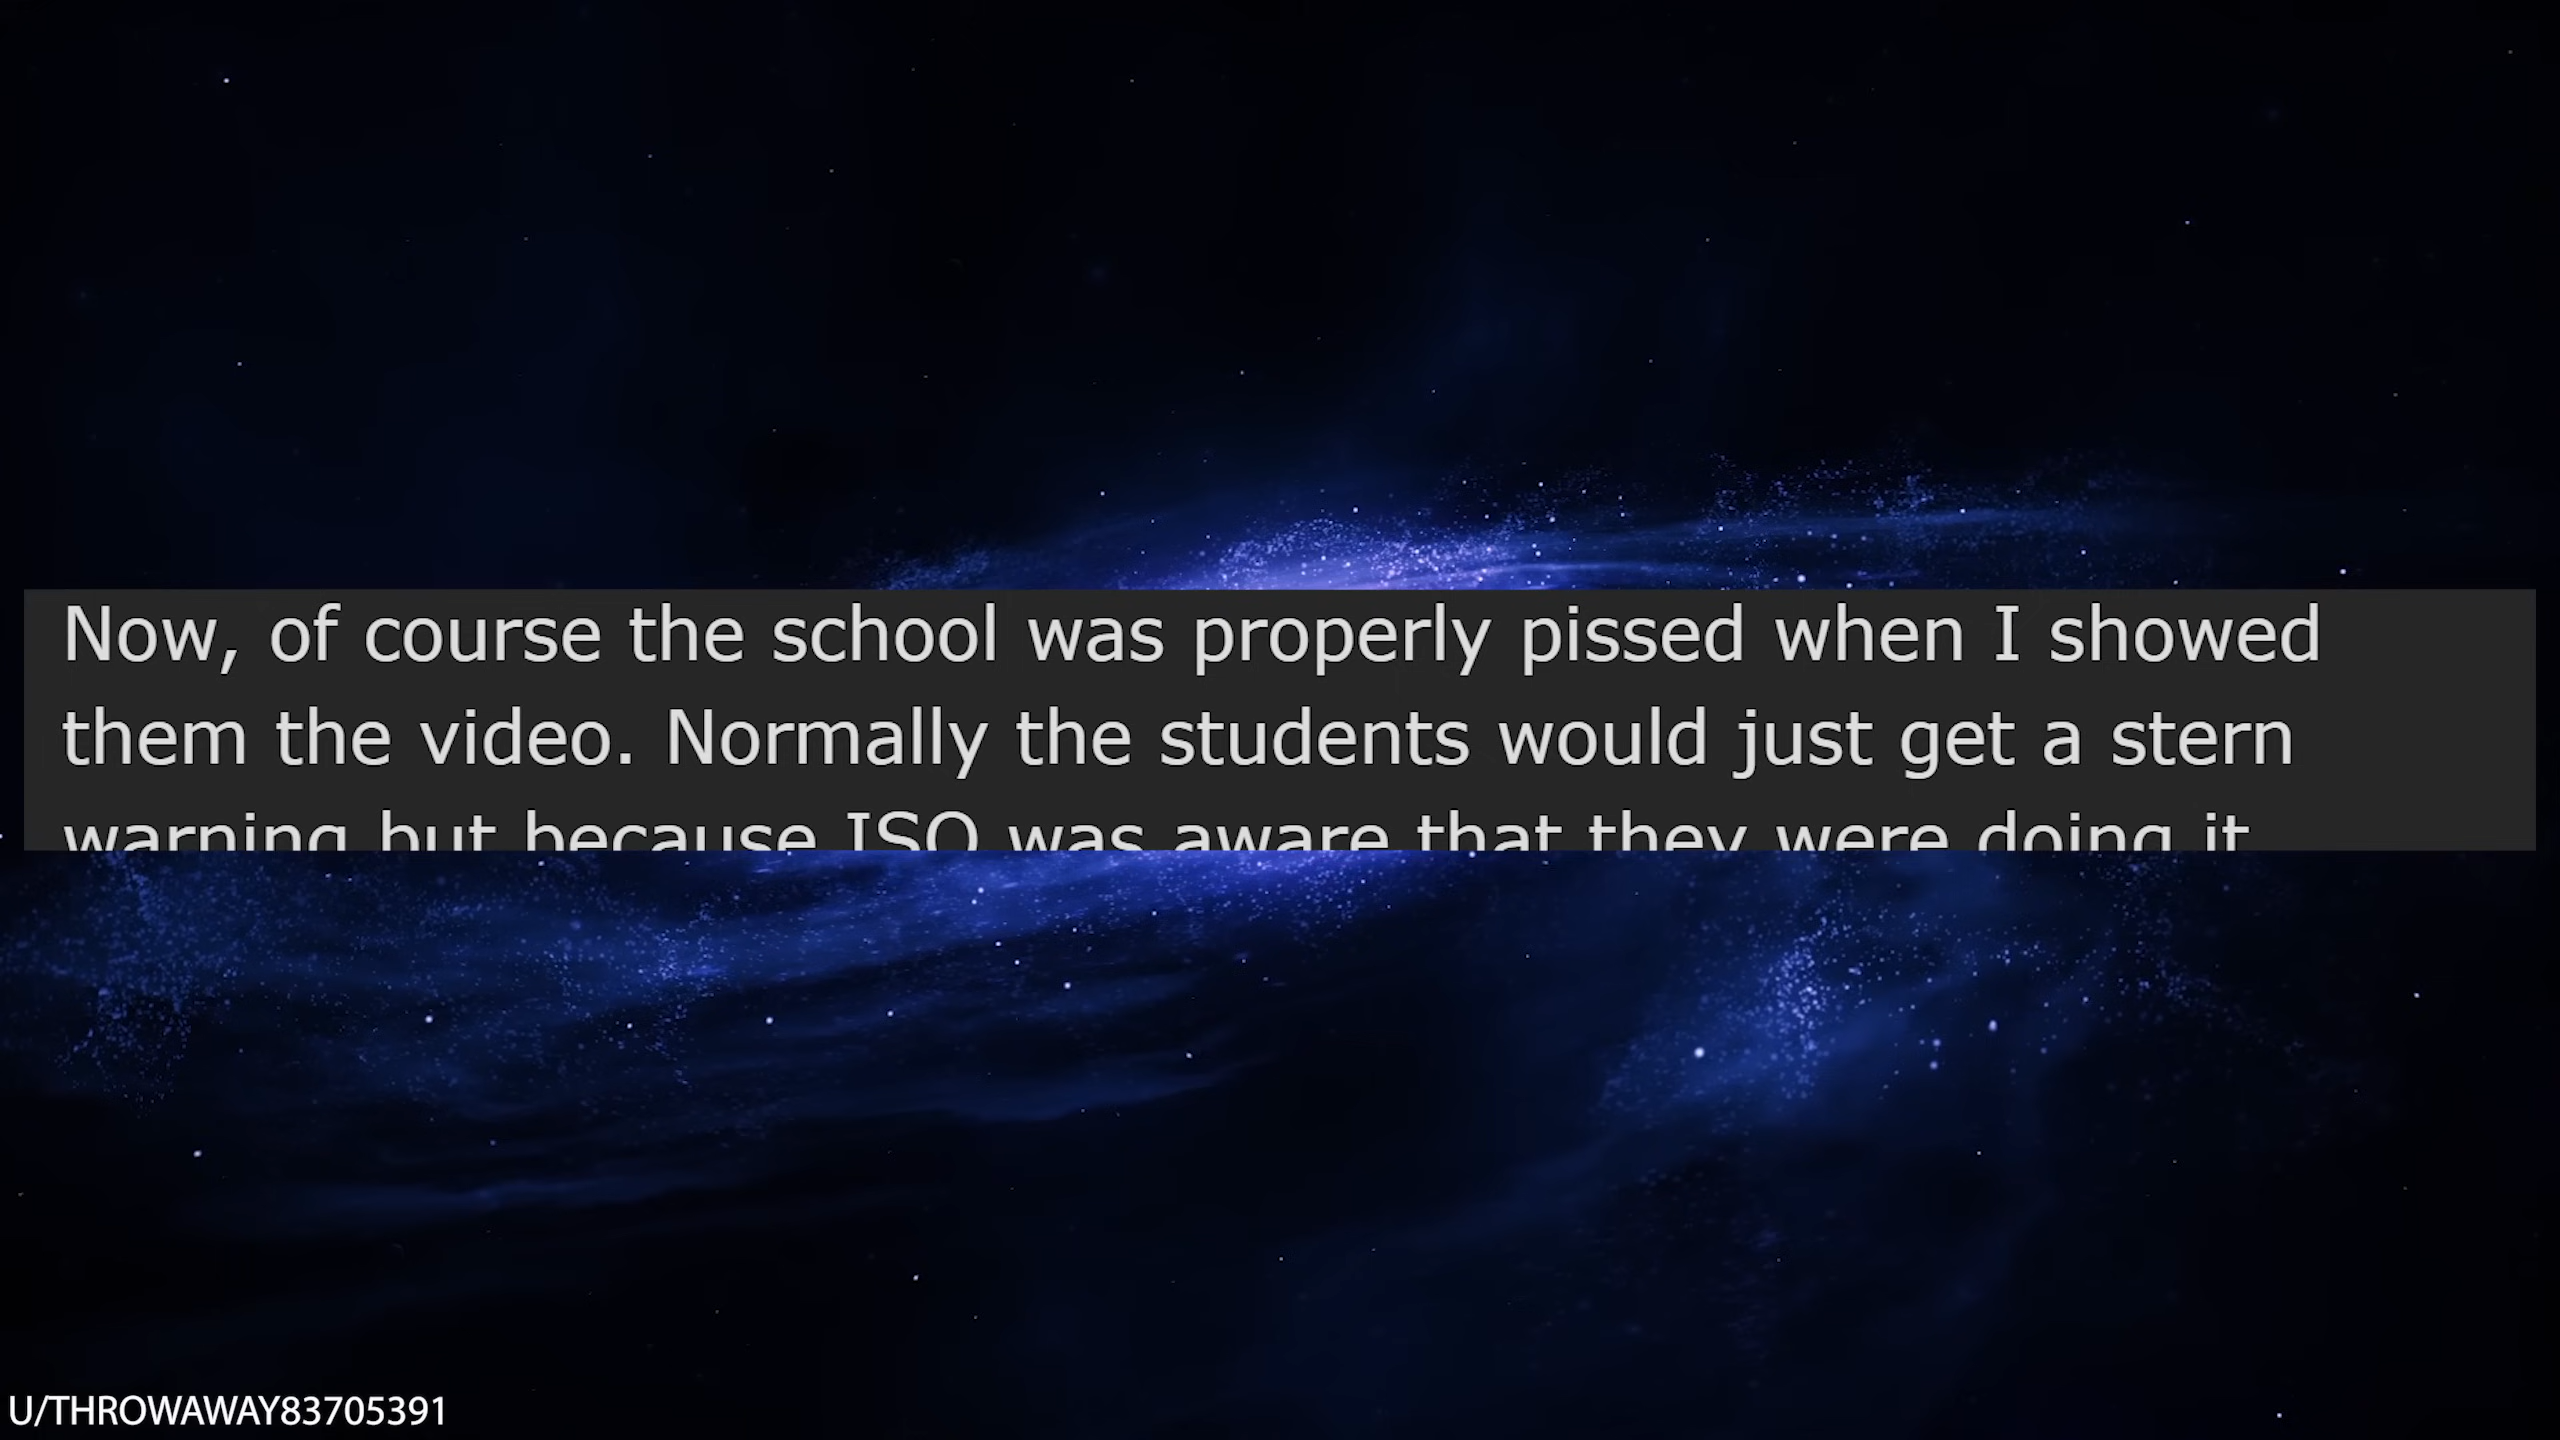 Now, of course the school was properly pissed when I showed
them the video. Normally the students would just get a stern
warning but because ISO was aware that they were doing it
U/THROWAWAY83705391